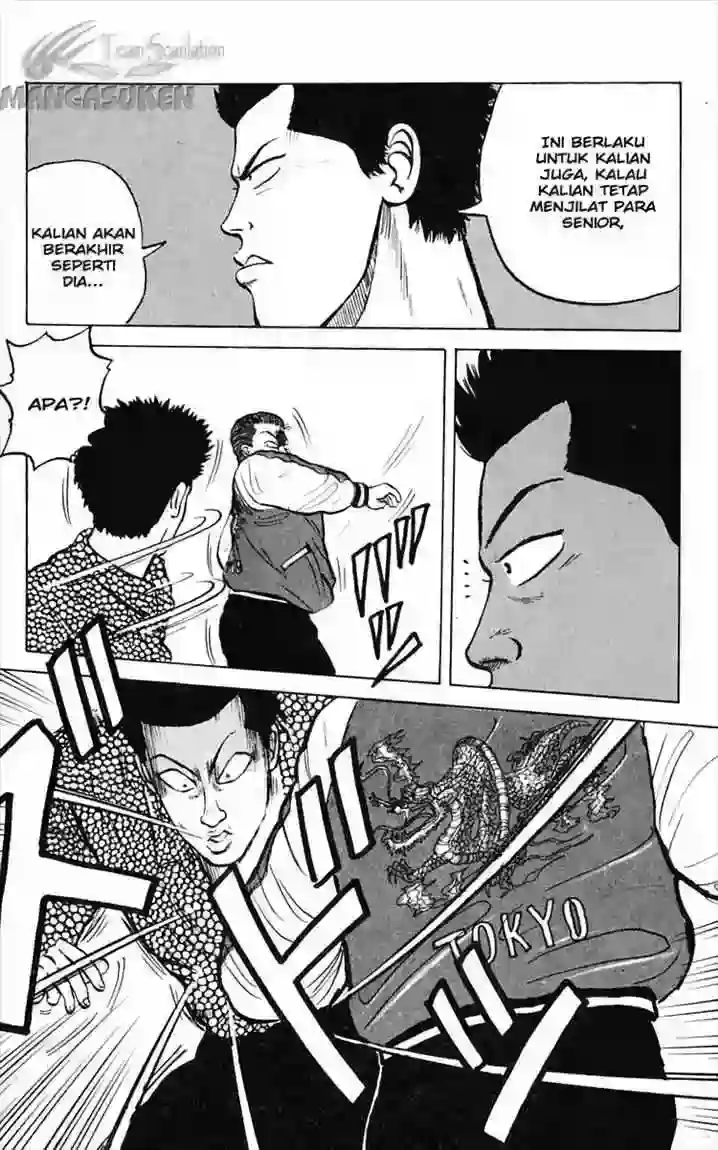 Team Scanlation
MANGASOKEN
INI BERLAKU
UNTUK KALIAN
JUGA, KALAU
KALIAN TETAP
MENJILAT PARA
SENIOR,
KALIAN AKAN
BERAKHIR
SEPERTI
DIA...
APA?!
TOKYO